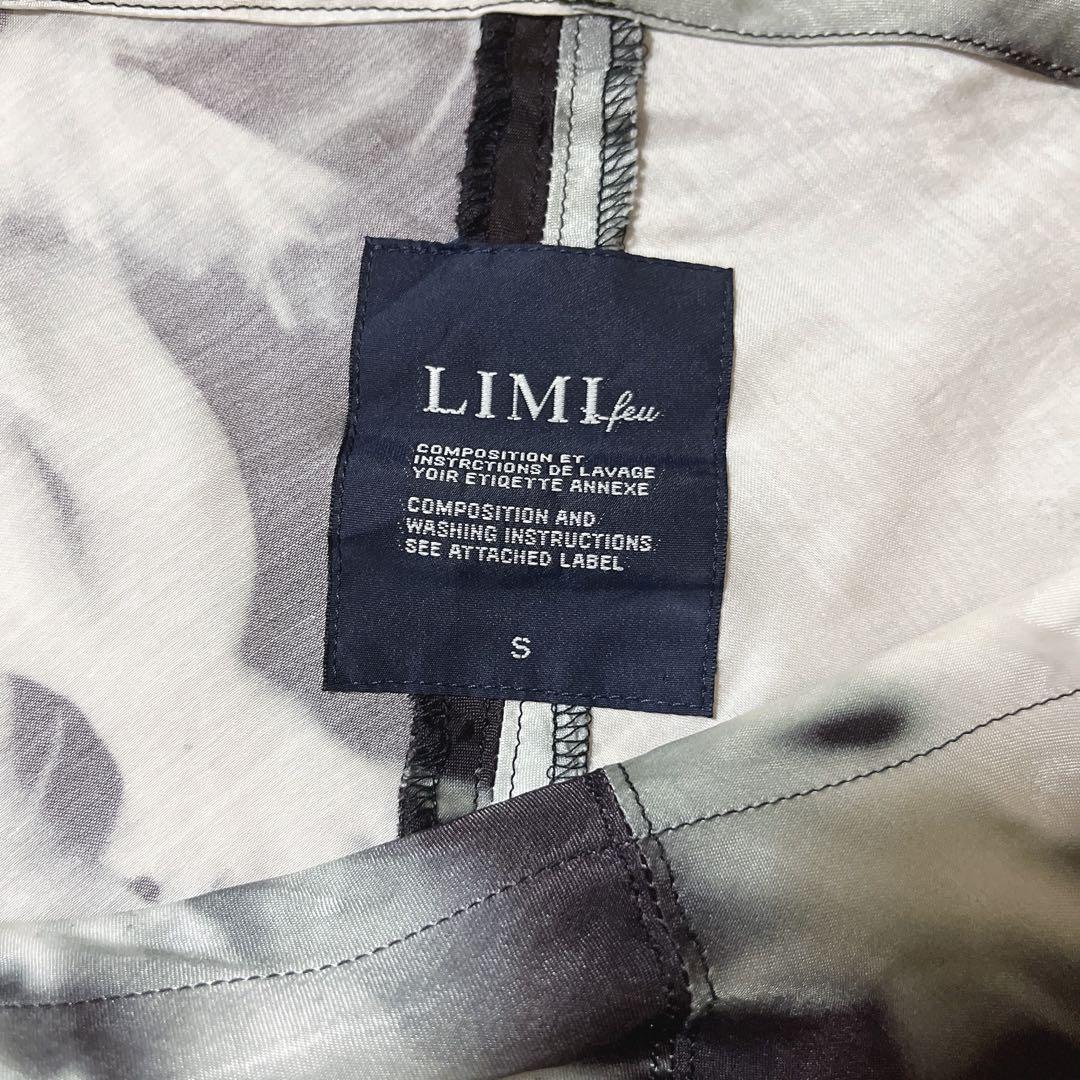 LIMI feu
COMPOSITION ET
INSTRCTIONS DE LAVAGE
YOIR ETIQETTE ANNEXE
COMPOSITION AND
WASHING INSTRUCTIONS
SEE ATTACHED LABEL
S